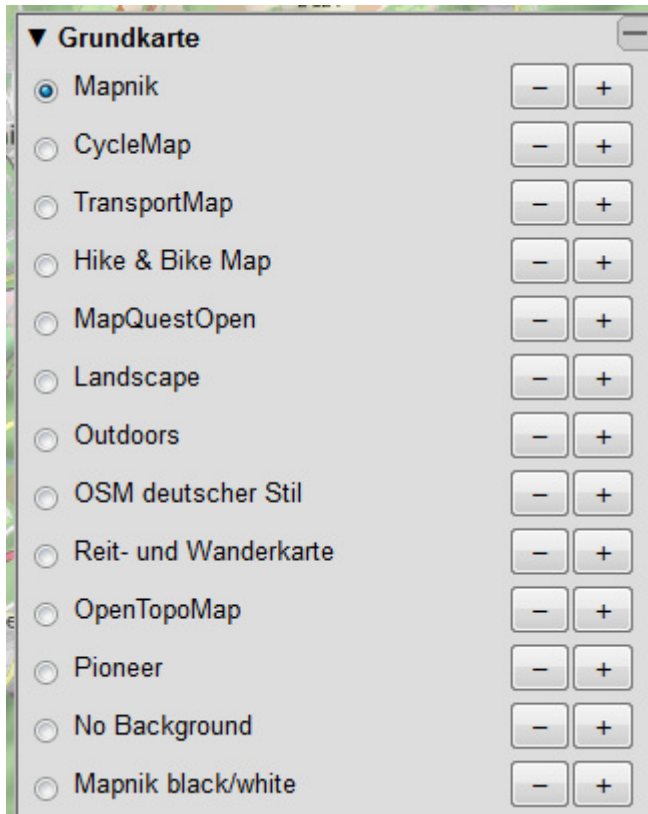 ▼ Grundkarte
Mapnik − +
CycleMap − +
TransportMap − +
Hike & Bike Map − +
MapQuestOpen − +
Landscape − +
Outdoors − +
OSM deutscher Stil − +
Reit- und Wanderkarte − +
OpenTopoMap − +
Pioneer − +
No Background − +
Mapnik black/white − +